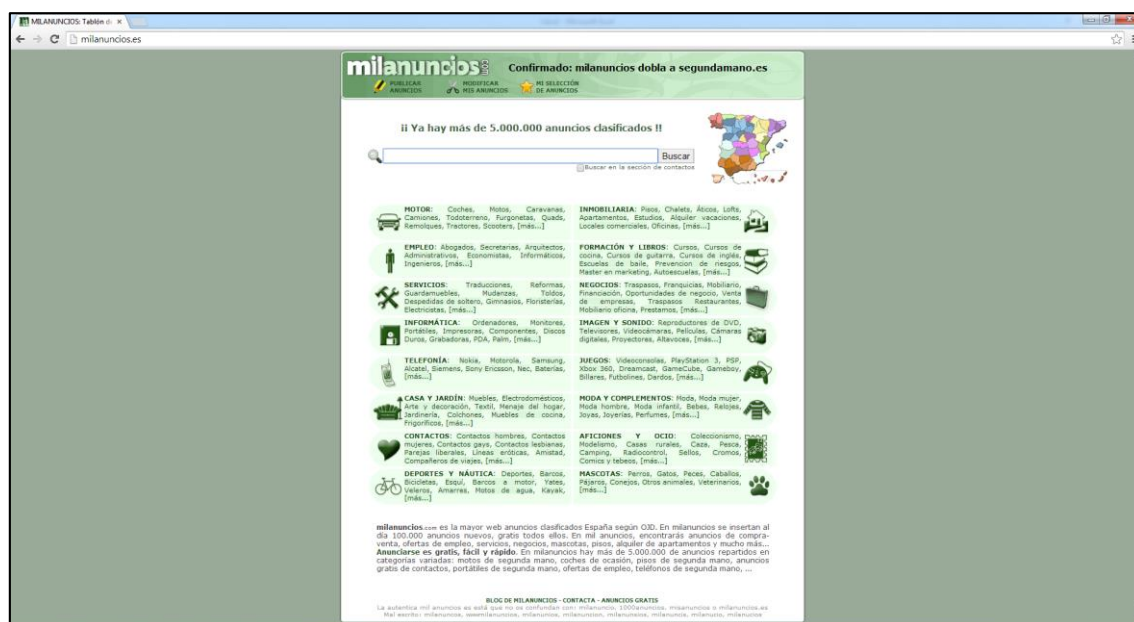 MILANUNCIOS: Tablón d
milanuncios.es
milanuncios.com
Confirmado: milanuncios dobla a segundamano.es
PUBLICAR ANUNCIOS
MODIFICAR MIS ANUNCIOS
MI SELECCIÓN DE ANUNCIOS
¡¡ Ya hay más de 5.000.000 anuncios clasificados !!
Buscar
Buscar en la sección de contactos
MOTOR: Coches, Motos, Caravanas,
Camiones, Todoterreno, Furgonetas, Quads,
Remolques, Tractores, Scooters, [más...]
INMOBILIARIA: Pisos, Chalets, Áticos, Lofts,
Apartamentos, Estudios, Alquiler vacaciones,
Locales comerciales, Oficinas, [más...]
EMPLEO: Abogados, Secretarias, Arquitectos,
Administrativos, Economistas, Informáticos,
Ingenieros, [más...]
FORMACIÓN Y LIBROS: Cursos, Cursos de
cocina, Cursos de guitarra, Cursos de inglés,
Escuelas de baile, Prevencion de riesgos,
Master en marketing, Autoescuelas, [más...]
SERVICIOS: Traducciones, Reformas,
Guardamuebles, Mudanzas, Toldos,
Despedidas de soltero, Gimnasios, Floristerías,
Electricistas, [más...]
NEGOCIOS: Traspasos, Franquicias, Mobiliario,
Financiación, Oportunidades de negocio, Venta
de empresas, Traspasos Restaurantes,
Mobiliario oficina, Prestamos, [más...]
INFORMÁTICA: Ordenadores, Monitores,
Portátiles, Impresoras, Componentes, Discos
Duros, Grabadoras, PDA, Palm, [más...]
IMAGEN Y SONIDO: Reproductores de DVD,
Televisores, Videocámaras, Películas, Cámaras
digitales, Proyectores, Altavoces, [más...]
TELEFONÍA: Nokia, Motorola, Samsung,
Alcatel, Siemens, Sony Ericsson, Nec, Baterías,
[más...]
JUEGOS: Videoconsolas, PlayStation 3, PSP,
Xbox 360, Dreamcast, GameCube, Gameboy,
Billares, Futbolines, Dardos, [más...]
CASA Y JARDÍN: Muebles, Electrodomésticos,
Arte y decoración, Textil, Menaje del hogar,
Jardinería, Colchones, Muebles de cocina,
Frigoríficos, [más...]
MODA Y COMPLEMENTOS: Moda, Moda mujer,
Moda hombre, Moda infantil, Bebes, Relojes,
Joyas, Joyerías, Perfumes, [más...]
CONTACTOS: Contactos hombres, Contactos
mujeres, Contactos gays, Contactos lesbianas,
Parejas liberales, Líneas eróticas, Amistad,
Compañeros de viajes, [más...]
AFICIONES Y OCIO: Coleccionismo,
Modelismo, Casas rurales, Caza, Pesca,
Camping, Radiocontrol, Sellos, Cromos,
Comics y tebeos, [más...]
DEPORTES Y NÁUTICA: Deportes, Barcos,
Bicicletas, Esquí, Barcos a motor, Yates,
Veleros, Amarres, Motos de agua, Kayak,
[más...]
MASCOTAS: Perros, Gatos, Peces, Caballos,
Pájaros, Conejos, Otros animales, Veterinarios,
[más...]
milanuncios.com es la mayor web anuncios clasificados España según OJD. En milanuncios se insertan al
día 100.000 anuncios nuevos, gratis todos ellos. En mil anuncios, encontrarás anuncios de compra-
venta, ofertas de empleo, servicios, negocios, mascotas, pisos, alquiler de apartamentos y mucho más...
Anunciarse es gratis, fácil y rápido. En milanuncios hay más de 5.000.000 de anuncios repartidos en
categorías variadas: motos de segunda mano, coches de ocasión, pisos de segunda mano, anuncios
gratis de contactos, portátiles de segunda mano, ofertas de empleo, teléfonos de segunda mano, ...
BLOG DE MILANUNCIOS - CONTACTA - ANUNCIOS GRATIS
La autentica mil anuncios es está que no os confundan con: milanuncio, 1000anuncios, misanuncios o milanuncios.es